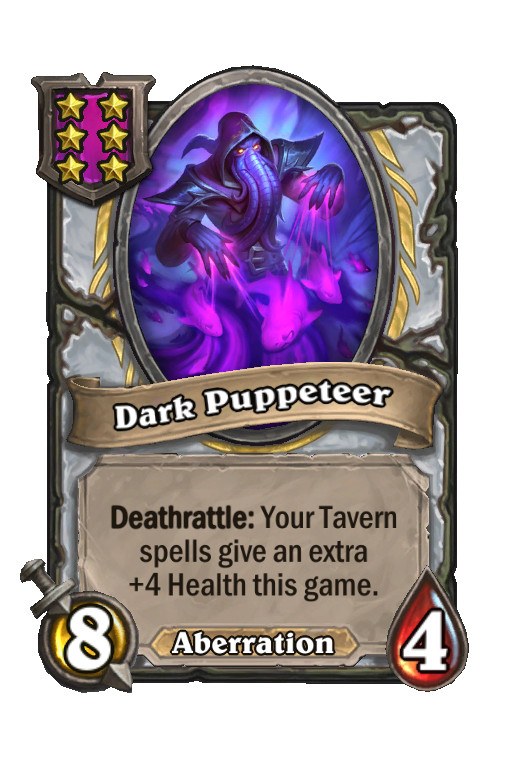 Dark Puppeteer
Deathrattle: Your Tavern
spells give an extra
+4 Health this game.
8
Aberration
4